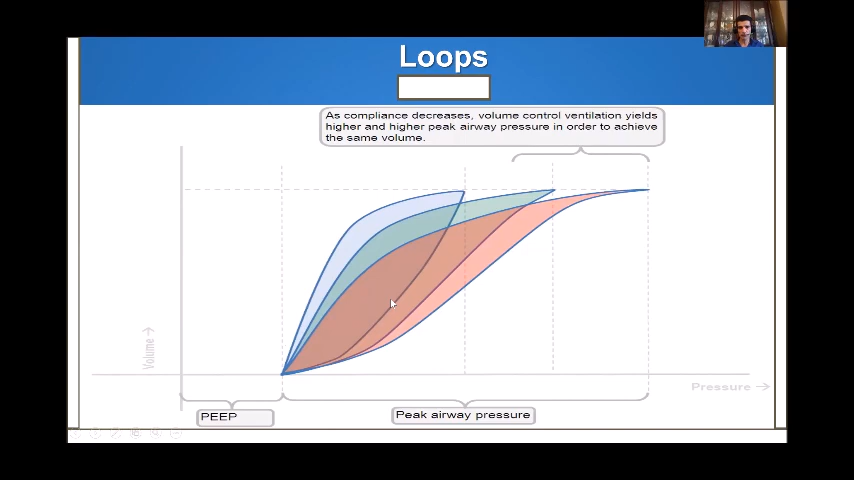 Loops
As compliance decreases, volume control ventilation yields
higher and higher peak airway pressure in order to achieve
the same volume.
Volume →
Pressure →
PEEP
Peak airway pressure